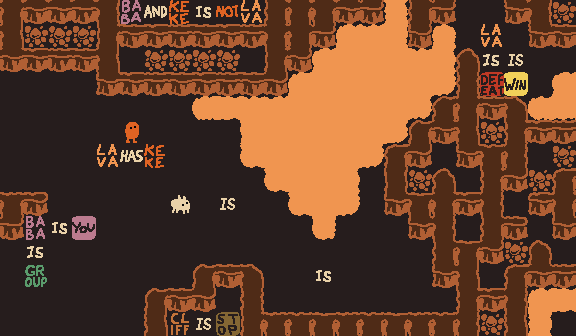 BABA AND KEKE IS NOT LAVA
LAVA
IS IS
DEFEAT WIN
LAVA HAS KEKE
IS
BABA IS YOU
IS
GROUP
IS
CLIFF IS STOP